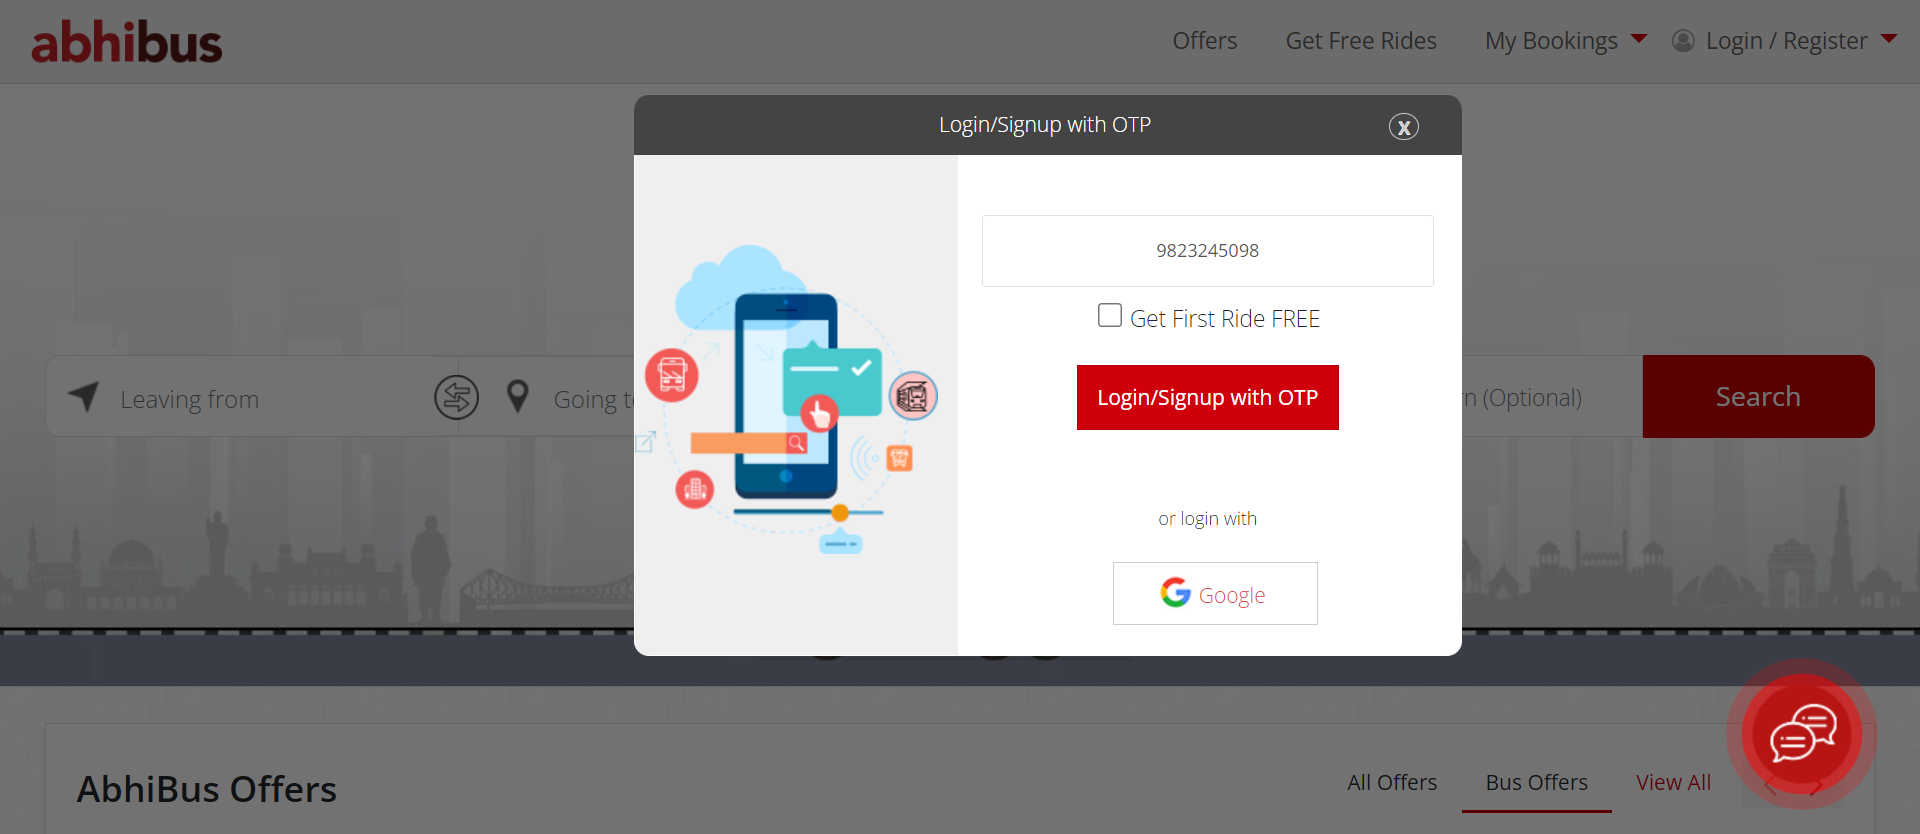 abhibus
Offers
Get Free Rides
My Bookings
Login / Register
Login/Signup with OTP
x
9823245098
Get First Ride FREE
Login/Signup with OTP
or login with
Google
Leaving from
Going
(Optional)
Search
AbhiBus Offers
All Offers
Bus Offers
View All